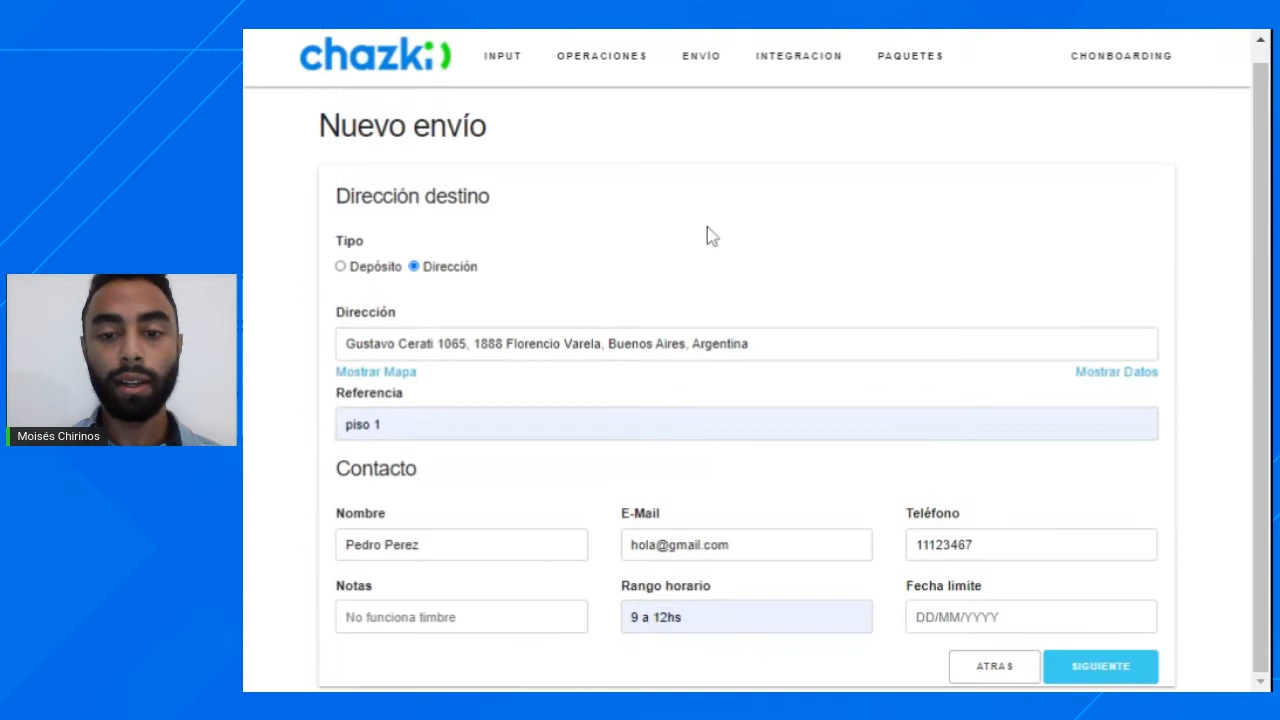 chazki
INPUT OPERACIONES ENVÍO INTEGRACION PAQUETES CHONBOARDING
Nuevo envío
Dirección destino
Tipo
Depósito Dirección
Dirección
Gustavo Cerati 1065, 1888 Florencio Varela, Buenos Aires, Argentina
Mostrar Mapa Mostrar Datos
Referencia
piso 1
Contacto
Nombre E-Mail Teléfono
Pedro Perez hola@gmail.com 11123467
Notas Rango horario Fecha limite
No funciona timbre 9 a 12hs DD/MM/YYYY
ATRAS SIGUIENTE
Moisés Chirinos